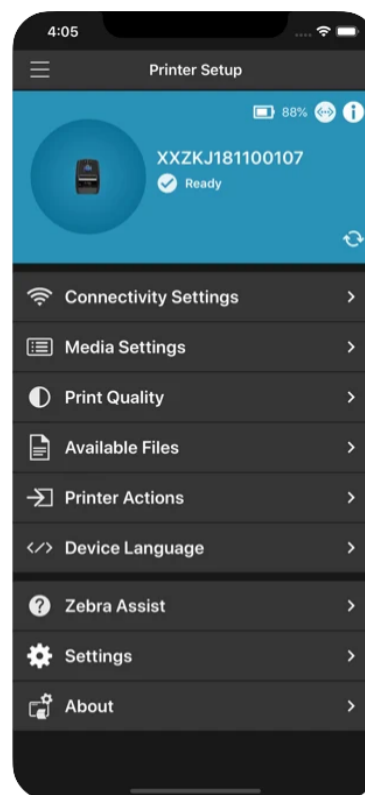 4:05
Printer Setup
88%
XXZKJ181100107
Ready
Connectivity Settings
Media Settings
Print Quality
Available Files
Printer Actions
Device Language
Zebra Assist
Settings
About